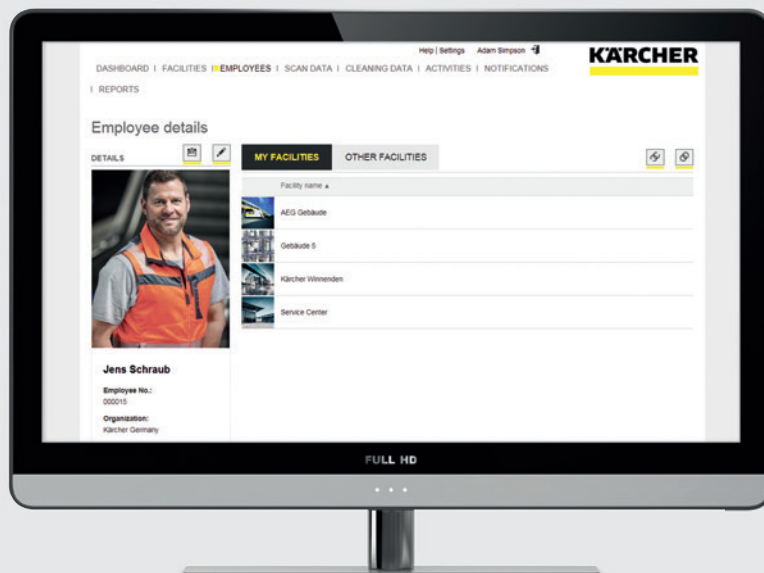 Help | Settings Adam Simpson
KÄRCHER
DASHBOARD | FACILITIES | EMPLOYEES | SCAN DATA | CLEANING DATA | ACTIVITIES | NOTIFICATIONS
| REPORTS
Employee details
DETAILS
MY FACILITIES OTHER FACILITIES
Facility name ▲
AEG Gebäude
Gebäude 5
Kärcher Winnenden
Service Center
Jens Schraub
Employee No.:
000015
Organization:
Kärcher Germany
FULL HD